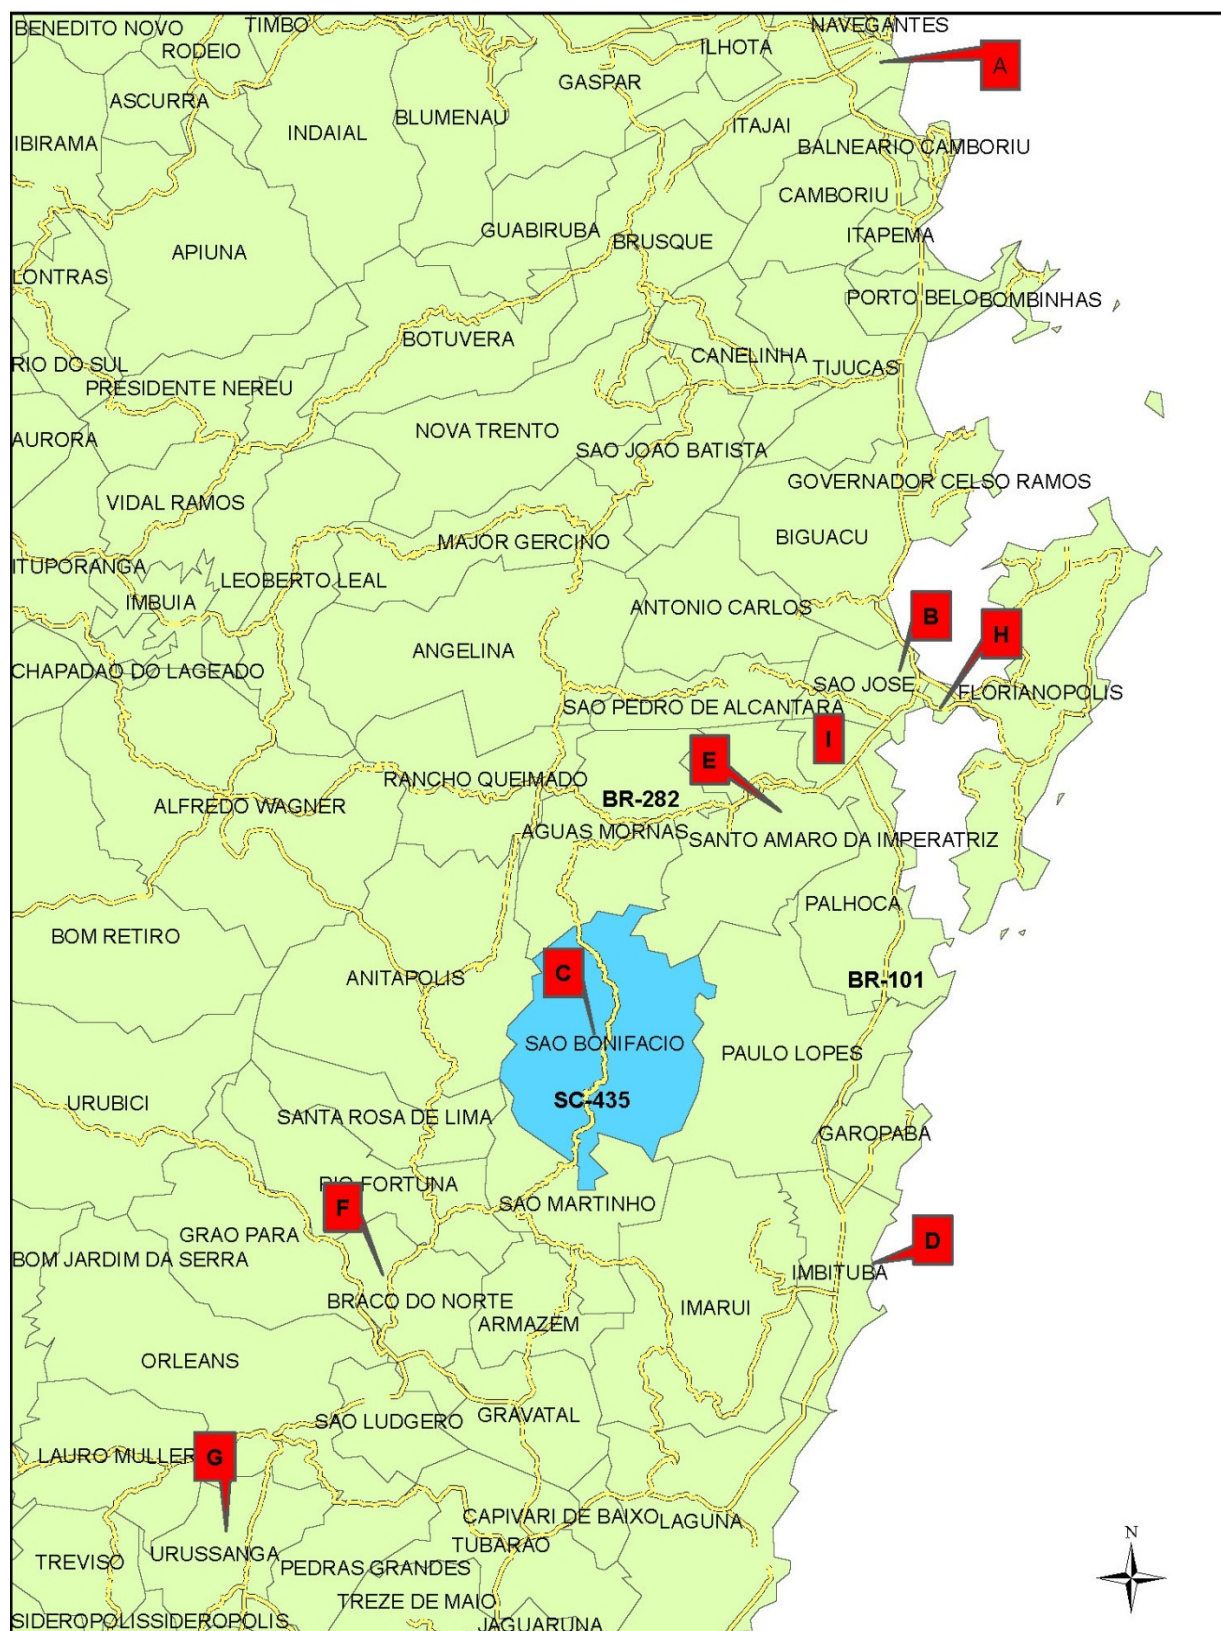 BENEDITO NOVO
TIMBO
NAVEGANTES
RODEIO
ILHOTA
A
GASPAR
ASCURRA
BLUMENAU
INDAIAL
ITAJAI
IBIRAMA
BALNEARIO CAMBORIU
CAMBORIU
GUABIRUBA
BRUSQUE
ITAPEMA
APIUNA
LONTRAS
PORTO BELO
BOMBINHAS
BOTUVERA
CANELINHA
TIJUCAS
RIO DO SUL
PRESIDENTE NEREU
NOVA TRENTO
AURORA
SAO JOAO BATISTA
GOVERNADOR CELSO RAMOS
VIDAL RAMOS
BIGUACU
MAJOR GERCINO
ITUPORANGA
LEOBERTO LEAL
IMBUIA
ANTONIO CARLOS
B
H
ANGELINA
CHAPADAO DO LAGEADO
SAO JOSE
FLORIANOPOLIS
SAO PEDRO DE ALCANTARA
I
E
RANCHO QUEIMADO
BR-282
ALFREDO WAGNER
AGUAS MORNAS
SANTO AMARO DA IMPERATRIZ
PALHOCA
BOM RETIRO
C
ANITAPOLIS
BR-101
SAO BONIFACIO
PAULO LOPES
URUBICI
SC-435
SANTA ROSA DE LIMA
GAROPABA
RIO FORTUNA
F
SAO MARTINHO
GRAO PARA
D
BOM JARDIM DA SERRA
IMBITUBA
BRACO DO NORTE
IMARUI
ARMAZEM
ORLEANS
SAO LUDGERO
GRAVATAL
LAURO MULLER
G
CAPIVARI DE BAIXO
LAGUNA
N
TUBARAO
URUSSANGA
TREVISO
PEDRAS GRANDES
TREZE DE MAIO
SIDEROPOLIS
SIDEROPOLIS
JAGUARUNA